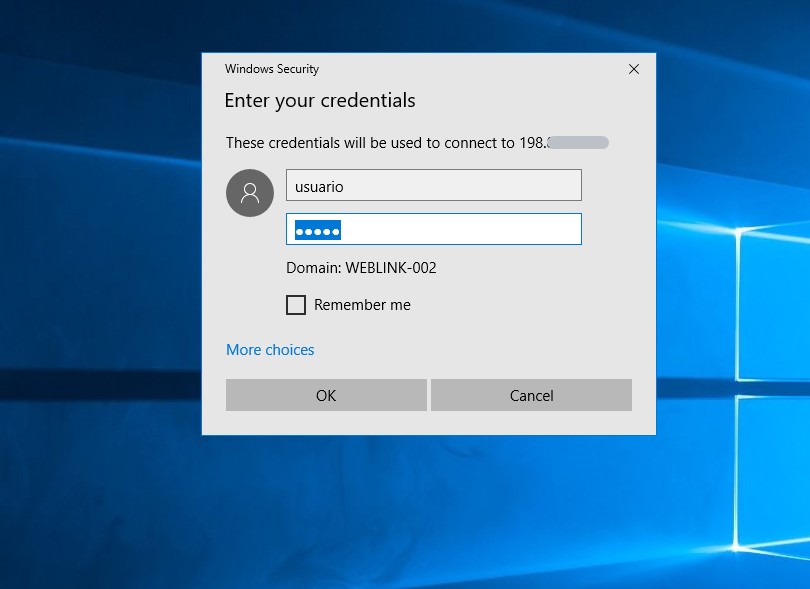 Windows Security
Enter your credentials
These credentials will be used to connect to 198.
usuario
Domain: WEBLINK-002
Remember me
More choices
OK
Cancel